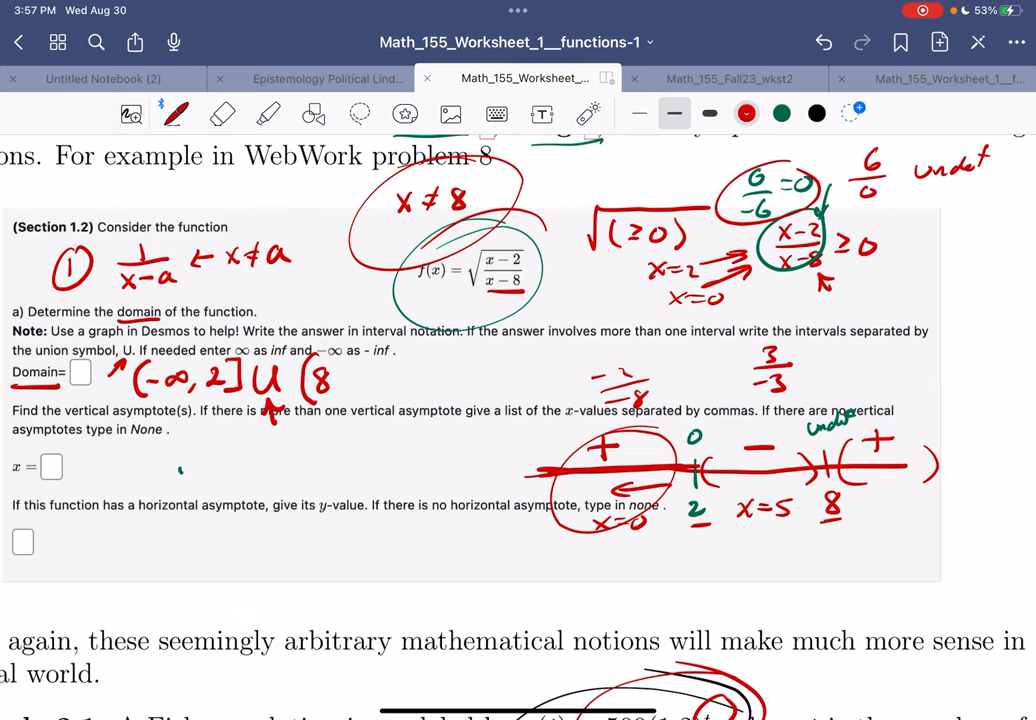 3:57 PM Wed Aug 30
53%
Math_155_Worksheet_1__functions-1
Untitled Notebook (2)
Epistemology Political Lind...
Math_155_Worksheet_...
Math_155_Fall23_wkst2
Math_155_Worksheet_1__f...
ons. For example in WebWork problem 8
x ≠ 8
6/-6 = 0
6/0 undef
(Section 1.2) Consider the function
① 1/(x-a) ← x ≠ a
f(x) = √((x − 2)/(x − 8))
√(≥0)
(x-2)/(x-8) ≥ 0
x=2
x=0
a) Determine the domain of the function.
Note: Use a graph in Desmos to help! Write the answer in interval notation. If the answer involves more than one interval write the intervals separated by
the union symbol, U. If needed enter ∞ as inf and −∞ as - inf .
Domain= (-∞, 2] U (8
-2/-8
3/-3
Find the vertical asymptote(s). If there is more than one vertical asymptote give a list of the x-values separated by commas. If there are no vertical
asymptotes type in None .
undef
+ 0 − +
x =
If this function has a horizontal asymptote, give its y-value. If there is no horizontal asymptote, type in none .
x=0 2 x=5 8
again, these seemingly arbitrary mathematical notions will make much more sense in
al world.